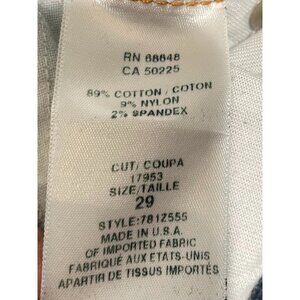 RN 68648
CA 50225
89% COTTON / COTON
9% NYLON
2% SPANDEX
CUT/ COUPA
17953
SIZE/TAILLE
29
STYLE:7812555
MADE IN U.S.A.
OF IMPORTED FABRIC
FABRIQUÉ AUX ETATS-UNIS
APARTIR DE TISSUS IMPORTÉS